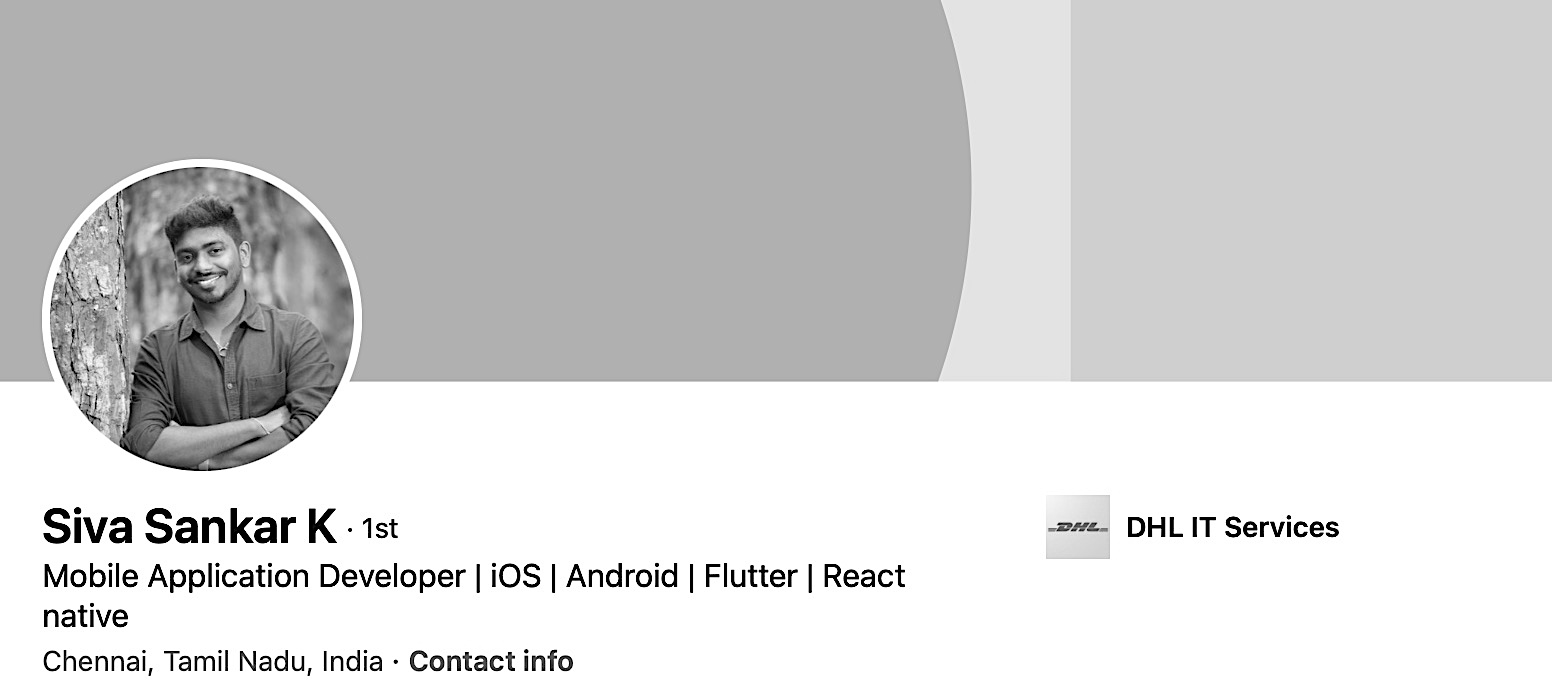 Siva Sankar K · 1st
Mobile Application Developer | iOS | Android | Flutter | React
native
Chennai, Tamil Nadu, India · Contact info
DHL
DHL IT Services